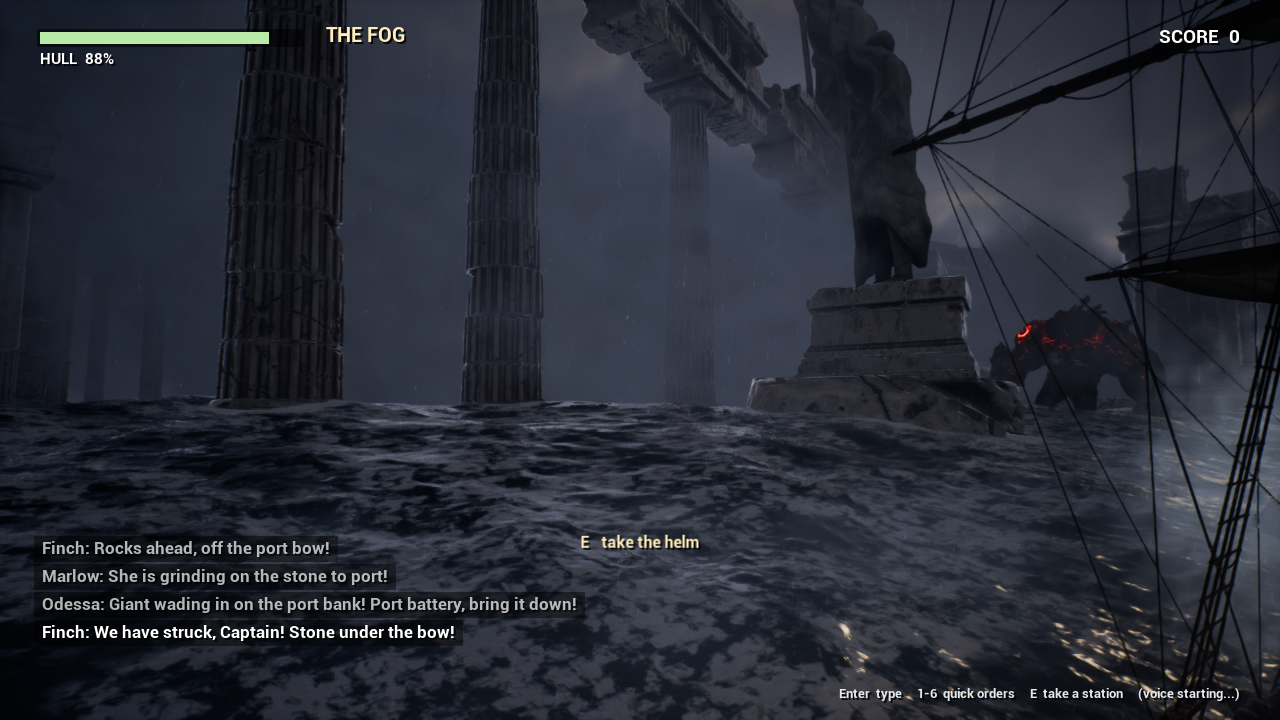 THE FOG
SCORE 0
HULL 88%
E take the helm
Finch: Rocks ahead, off the port bow!
Marlow: She is grinding on the stone to port!
Odessa: Giant wading in on the port bank! Port battery, bring it down!
Finch: We have struck, Captain! Stone under the bow!
Enter type 1-6 quick orders E take a station (voice starting...)